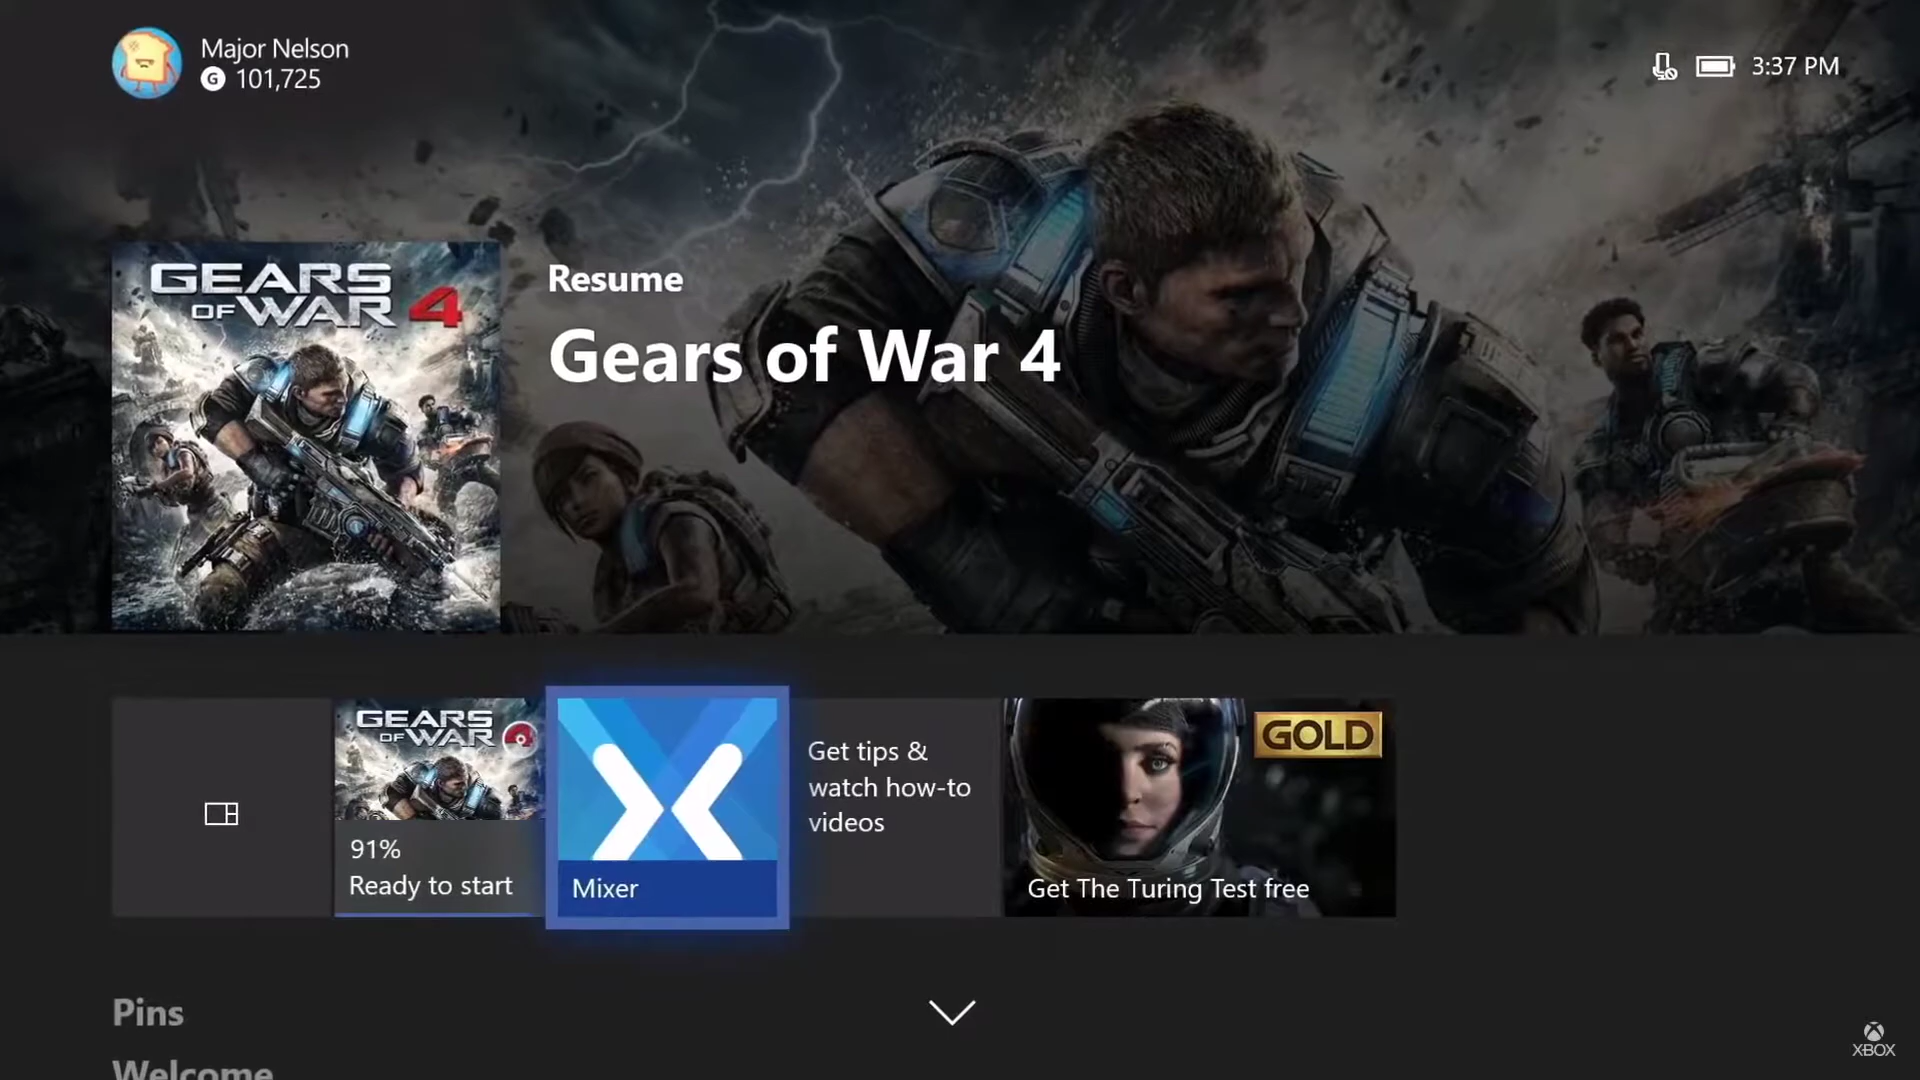 Major Nelson
G 101,725
3:37 PM
GEARS
OF WAR 4
Resume
Gears of War 4
GEARS
OF WAR
91%
Ready to start
Mixer
Get tips &
watch how-to
videos
GOLD
Get The Turing Test free
Pins
Welcome
XBOX